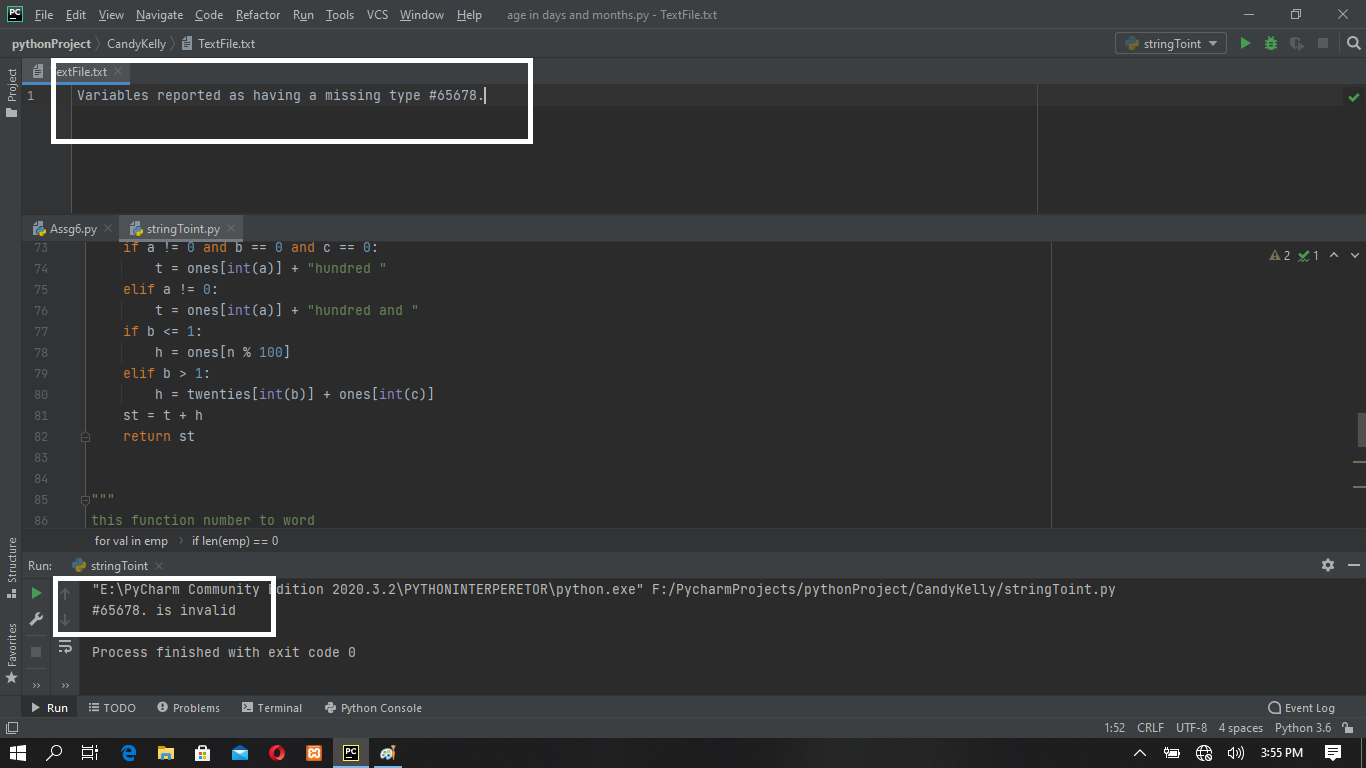 PC File Edit View Navigate Code Refactor Run Tools VCS Window Help age in days and months.py - TextFile.txt
pythonProject CandyKelly TextFile.txt stringToint
Project
extFile.txt
1 Variables reported as having a missing type #65678.
Assg6.py stringToint.py
73 if a != 0 and b == 0 and c == 0:
2 1
74 t = ones[int(a)] + "hundred "
75 elif a != 0:
76 t = ones[int(a)] + "hundred and "
77 if b <= 1:
78 h = ones[n % 100]
79 elif b > 1:
80 h = twenties[int(b)] + ones[int(c)]
81 st = t + h
82 return st
83
84
85 """
86 this function number to word
for val in emp if len(emp) == 0
Structure
Favorites
Run: stringToint
"E:\PyCharm Community Edition 2020.3.2\PYTHONINTERPERETOR\python.exe" F:/PycharmProjects/pythonProject/CandyKelly/stringToint.py
#65678. is invalid
Process finished with exit code 0
Run TODO Problems Terminal Python Console Event Log
1:52 CRLF UTF-8 4 spaces Python 3.6
PC 3:55 PM